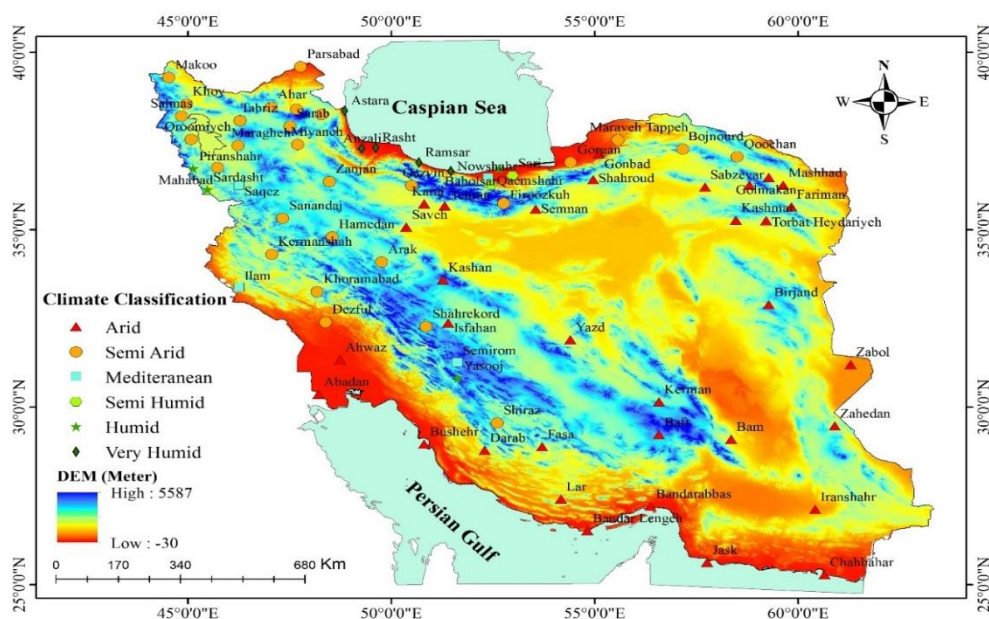 45°0'0"E 50°0'0"E 55°0'0"E 60°0'0"E
40°0'0"N
35°0'0"N
30°0'0"N
25°0'0"N
40°0'0"N
35°0'0"N
30°0'0"N
25°0'0"N
N
W E
S
Parsabad
Makoo
Khoy
Ahar
Salmas
Tabriz
Sarab
Astara
Caspian Sea
Oroomiyeh
Maragheh
Miyaneh
Anzali
Rasht
Maraveh Tappeh
Bojnourd
Qoochan
Piranshahr
Ramsar
Sari
Gorgan
Gonbad
Mahabad
Sardasht
Zanjan
Qazvin
Nowshahr
Babolsar
Qaemshahr
Shahroud
Sabzevar
Mashhad
Saqez
Karaj
Tehran
Firoozkuh
Golmakan
Fariman
Sanandaj
Saveh
Semnan
Kashmar
Torbat Heydariyeh
Hamedan
Kermanshah
Arak
Ilam
Khoramabad
Kashan
Birjand
Dezful
Shahrekord
Isfahan
Yazd
Ahwaz
Semirom
Yasooj
Zabol
Abadan
Kerman
Shiraz
Zahedan
Bushehr
Darab
Fasa
Baft
Bam
Lar
Bandarabbas
Iranshahr
Bandar Lengeh
Persian Gulf
Jask
Chahbahar
Climate Classification
Arid
Semi Arid
Mediteranean
Semi Humid
Humid
Very Humid
DEM (Meter)
High : 5587
Low : -30
0 170 340 680 Km
45°0'0"E 50°0'0"E 55°0'0"E 60°0'0"E